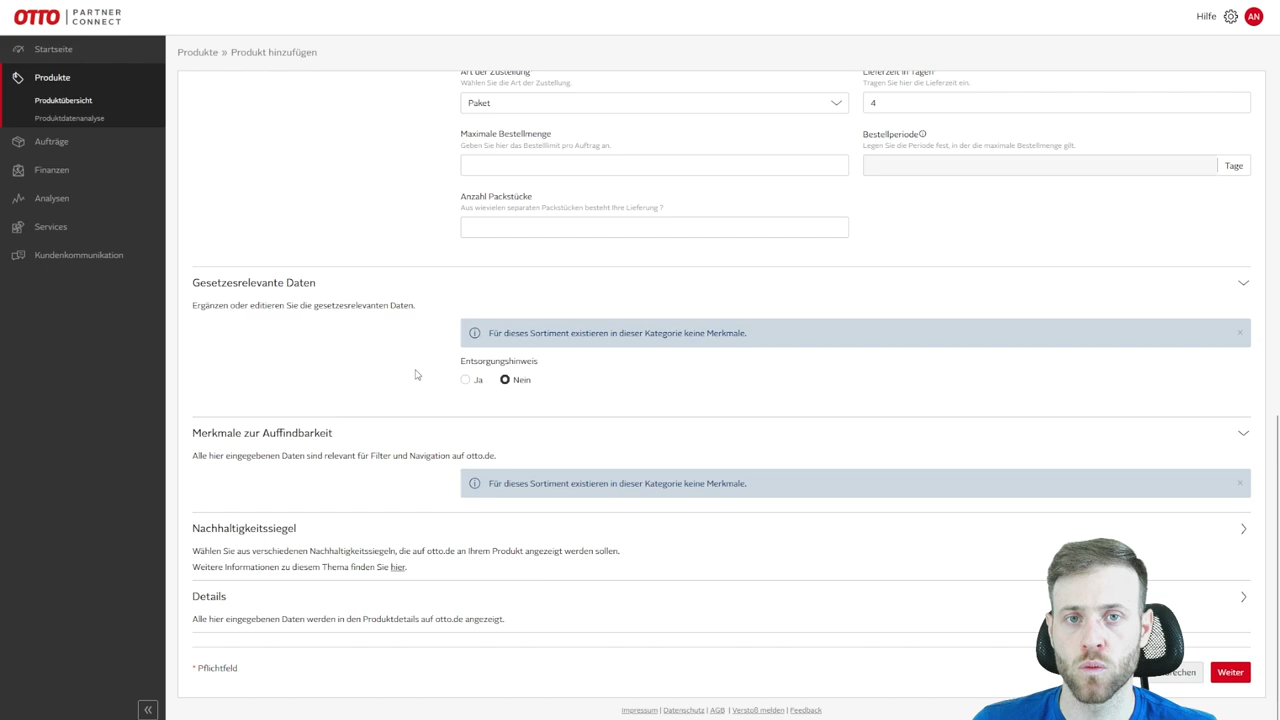 OTTO | PARTNER CONNECT
Hilfe
AN
Startseite
Produkte
Produktübersicht
Produktdatenanalyse
Aufträge
Finanzen
Analysen
Services
Kundenkommunikation
Produkte » Produkt hinzufügen
Art der Zustellung*
Wählen Sie die Art der Zustellung.
Paket
Lieferzeit in Tagen*
Tragen Sie hier die Lieferzeit ein.
4
Maximale Bestellmenge
Geben Sie hier das Bestelllimit pro Auftrag an.
Bestellperiode
Legen Sie die Periode fest, in der die maximale Bestellmenge gilt.
Tage
Anzahl Packstücke
Aus wievielen separaten Packstücken besteht Ihre Lieferung ?
Gesetzesrelevante Daten
Ergänzen oder editieren Sie die gesetzesrelevanten Daten.
Für dieses Sortiment existieren in dieser Kategorie keine Merkmale.
Entsorgungshinweis
Ja Nein
Merkmale zur Auffindbarkeit
Alle hier eingegebenen Daten sind relevant für Filter und Navigation auf otto.de.
Für dieses Sortiment existieren in dieser Kategorie keine Merkmale.
Nachhaltigkeitssiegel
Wählen Sie aus verschiedenen Nachhaltigkeitssiegeln, die auf otto.de an Ihrem Produkt angezeigt werden sollen.
Weitere Informationen zu diesem Thema finden Sie hier.
Details
Alle hier eingegebenen Daten werden in den Produktdetails auf otto.de angezeigt.
* Pflichtfeld
Weiter
Impressum | Datenschutz | AGB | Verstoß melden | Feedback